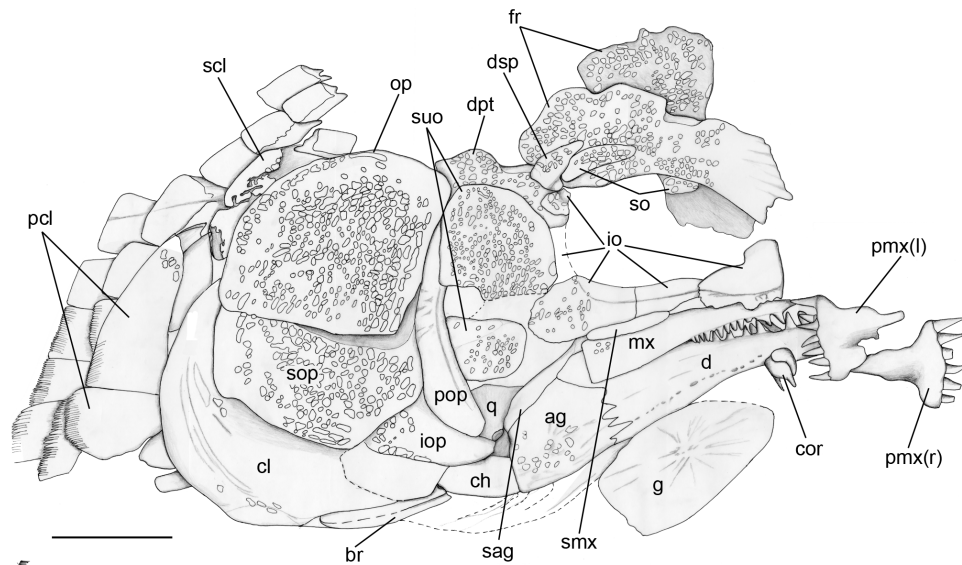 fr
scl
dsp
op
dpt
suo
so
pcl
io
pmx(l)
mx
d
sop
pop
q
ag
iop
cor
pmx(r)
cl
ch
g
br
sag
smx